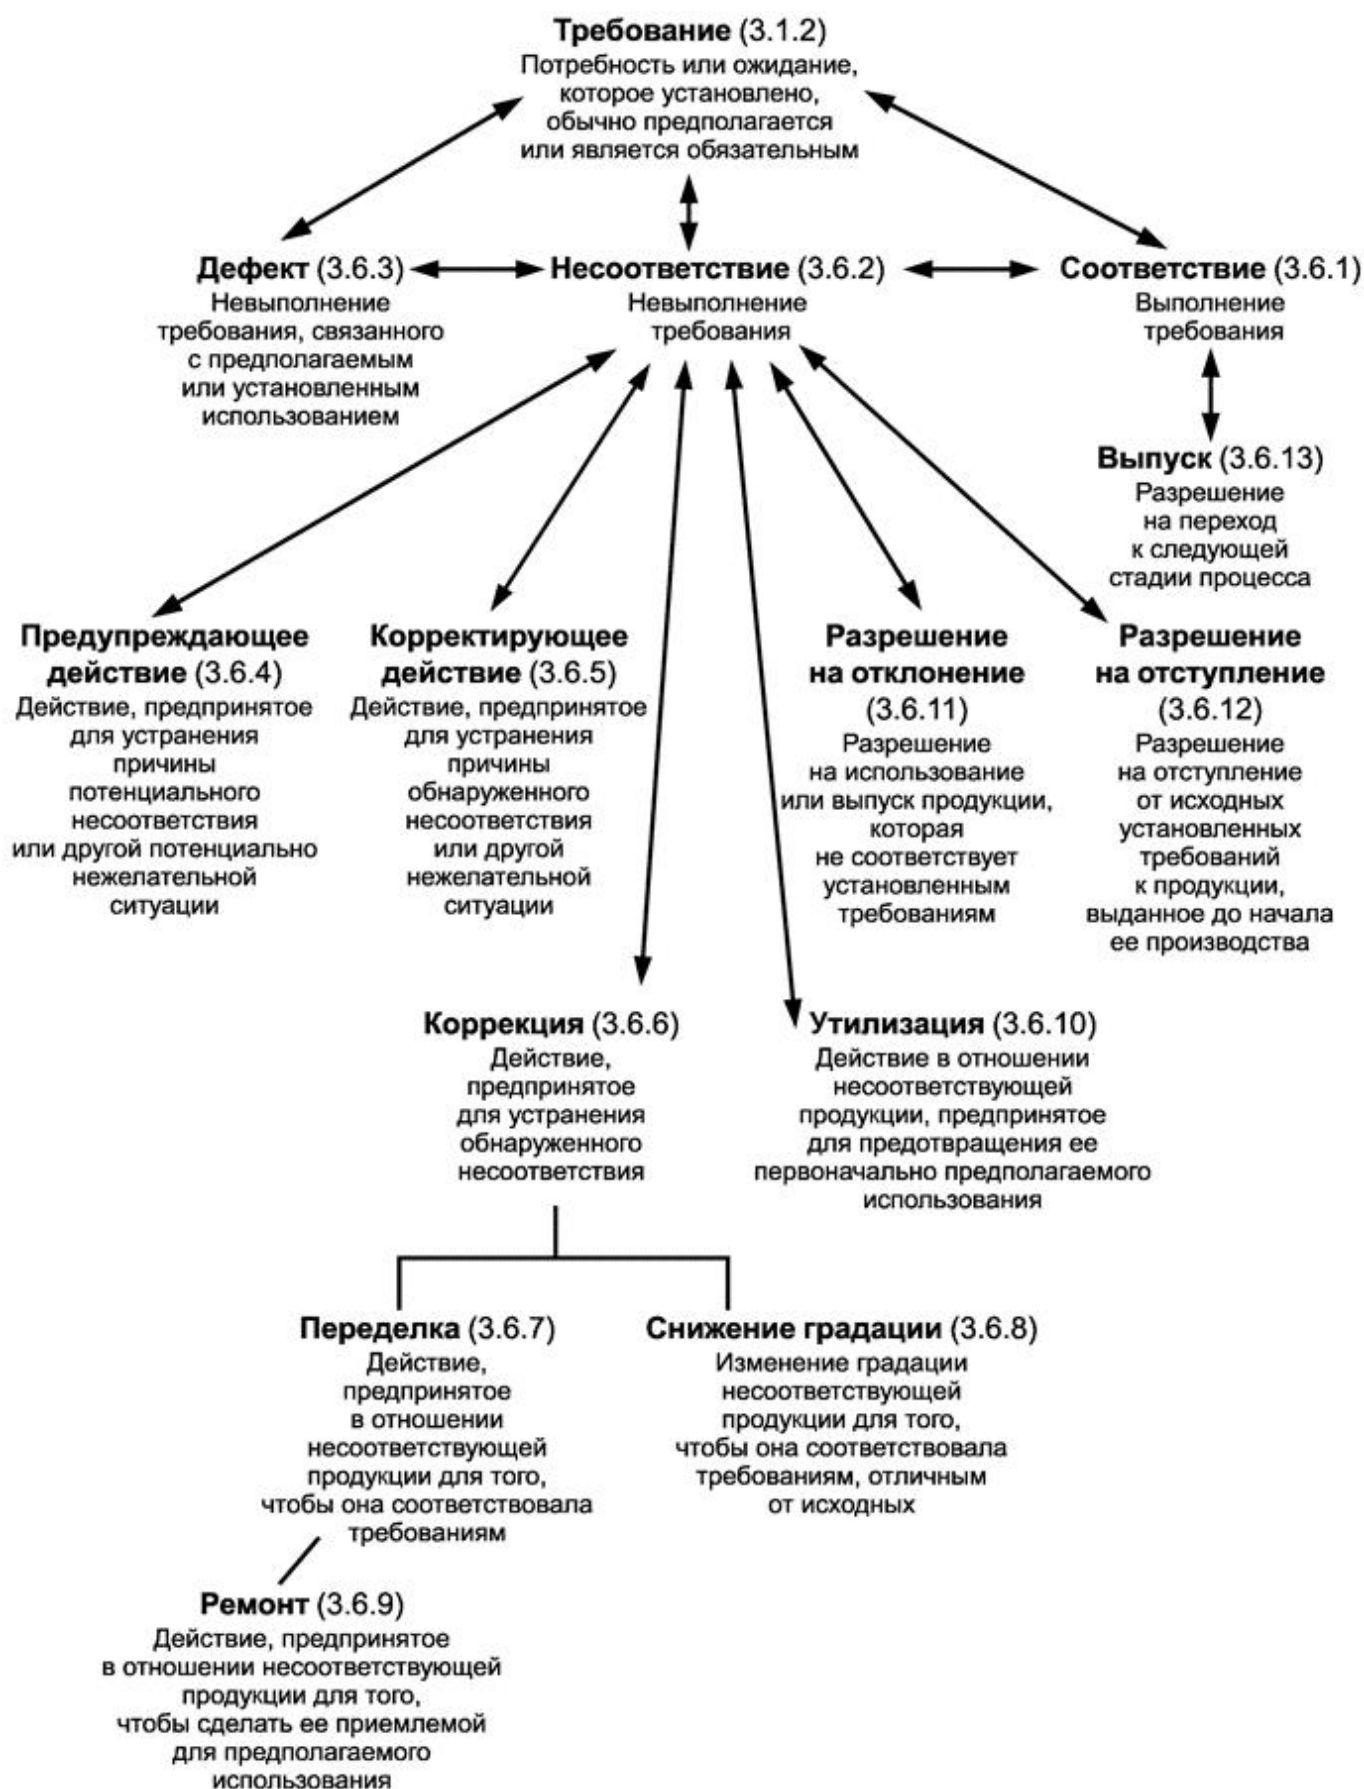 Требование (3.1.2)
Потребность или ожидание,
которое установлено,
обычно предполагается
или является обязательным
Дефект (3.6.3)
Невыполнение
требования, связанного
с предполагаемым
или установленным
использованием
Несоответствие (3.6.2)
Невыполнение
требования
Соответствие (3.6.1)
Выполнение
требования
Выпуск (3.6.13)
Разрешение
на переход
к следующей
стадии процесса
Предупреждающее
действие (3.6.4)
Действие, предпринятое
для устранения
причины
потенциального
несоответствия
или другой потенциально
нежелательной
ситуации
Корректирующее
действие (3.6.5)
Действие, предпринятое
для устранения
причины
обнаруженного
несоответствия
или другой
нежелательной
ситуации
Разрешение
на отклонение
(3.6.11)
Разрешение
на использование
или выпуск продукции,
которая
не соответствует
установленным
требованиям
Разрешение
на отступление
(3.6.12)
Разрешение
на отступление
от исходных
установленных
требований
к продукции,
выданное до начала
ее производства
Коррекция (3.6.6)
Действие,
предпринятое
для устранения
обнаруженного
несоответствия
Утилизация (3.6.10)
Действие в отношении
несоответствующей
продукции, предпринятое
для предотвращения ее
первоначально предполагаемого
использования
Переделка (3.6.7)
Действие,
предпринятое
в отношении
несоответствующей
продукции для того,
чтобы она соответствовала
требованиям
Снижение градации (3.6.8)
Изменение градации
несоответствующей
продукции для того,
чтобы она соответствовала
требованиям, отличным
от исходных
Ремонт (3.6.9)
Действие, предпринятое
в отношении несоответствующей
продукции для того,
чтобы сделать ее приемлемой
для предполагаемого
использования